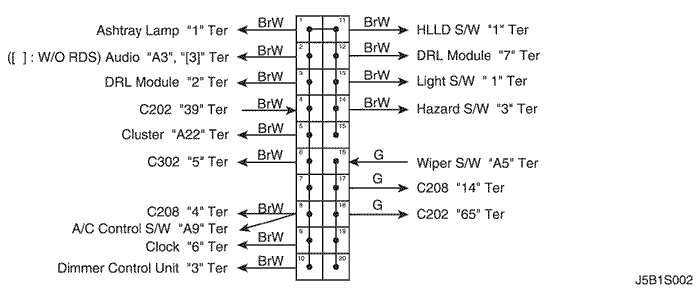 Ashtray Lamp "1" Ter BrW 1 11 BrW HLLD S/W "1" Ter
([ ] : W/O RDS) Audio "A3", "[3]" Ter BrW 2 12 BrW DRL Module "7" Ter
DRL Module "2" Ter BrW 3 13 BrW Light S/W " 1" Ter
C202 "39" Ter BrW 4 14 BrW Hazard S/W "3" Ter
Cluster "A22" Ter BrW 5 15
C302 "5" Ter BrW 6 16 G Wiper S/W "A5" Ter
7 17 G C208 "14" Ter
C208 "4" Ter BrW 8 18 G C202 "65" Ter
A/C Control S/W "A9" Ter
Clock "6" Ter BrW 9 19
Dimmer Control Unit "3" Ter BrW 10 20
J5B1S002